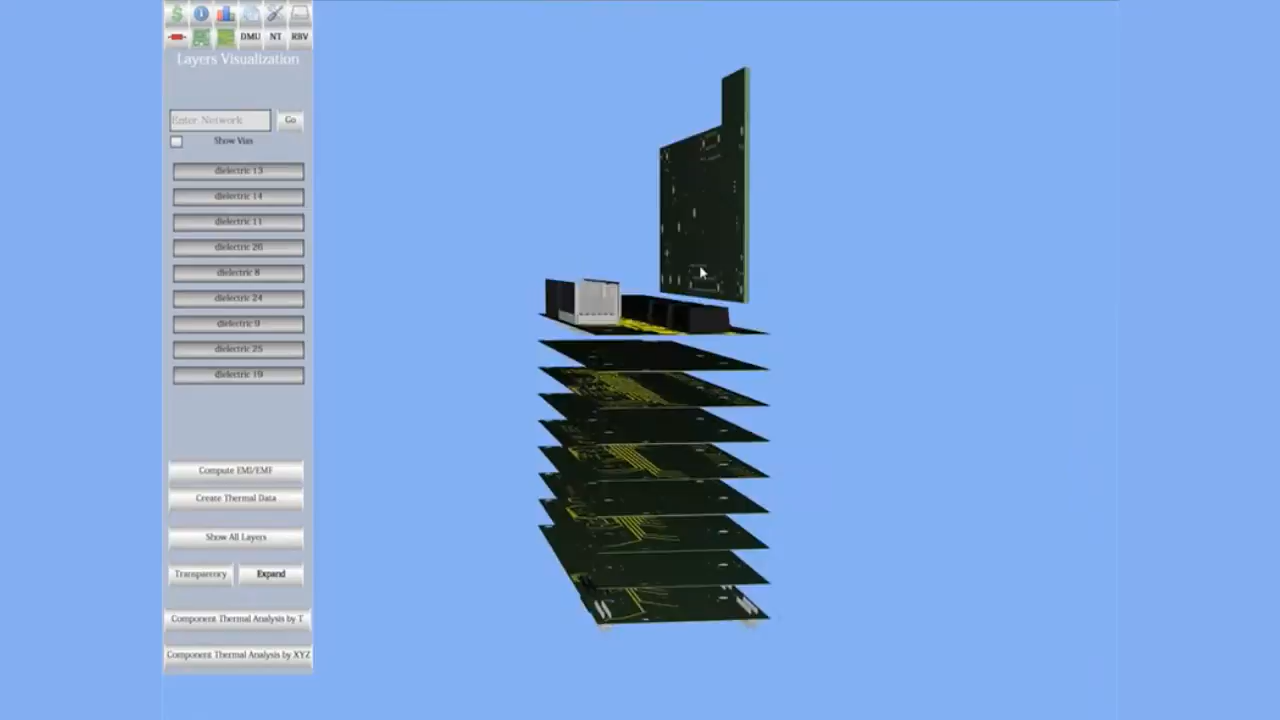 $
DMU NT RBV
Layers Visualization
Enter Network Go
Show Vias
dielectric 13
dielectric 14
dielectric 11
dielectric 26
dielectric 8
dielectric 24
dielectric 9
dielectric 25
dielectric 19
Compute EMI/EMF
Create Thermal Data
Show All Layers
Transparency Expand
Component Thermal Analysis by T
Component Thermal Analysis by XYZ